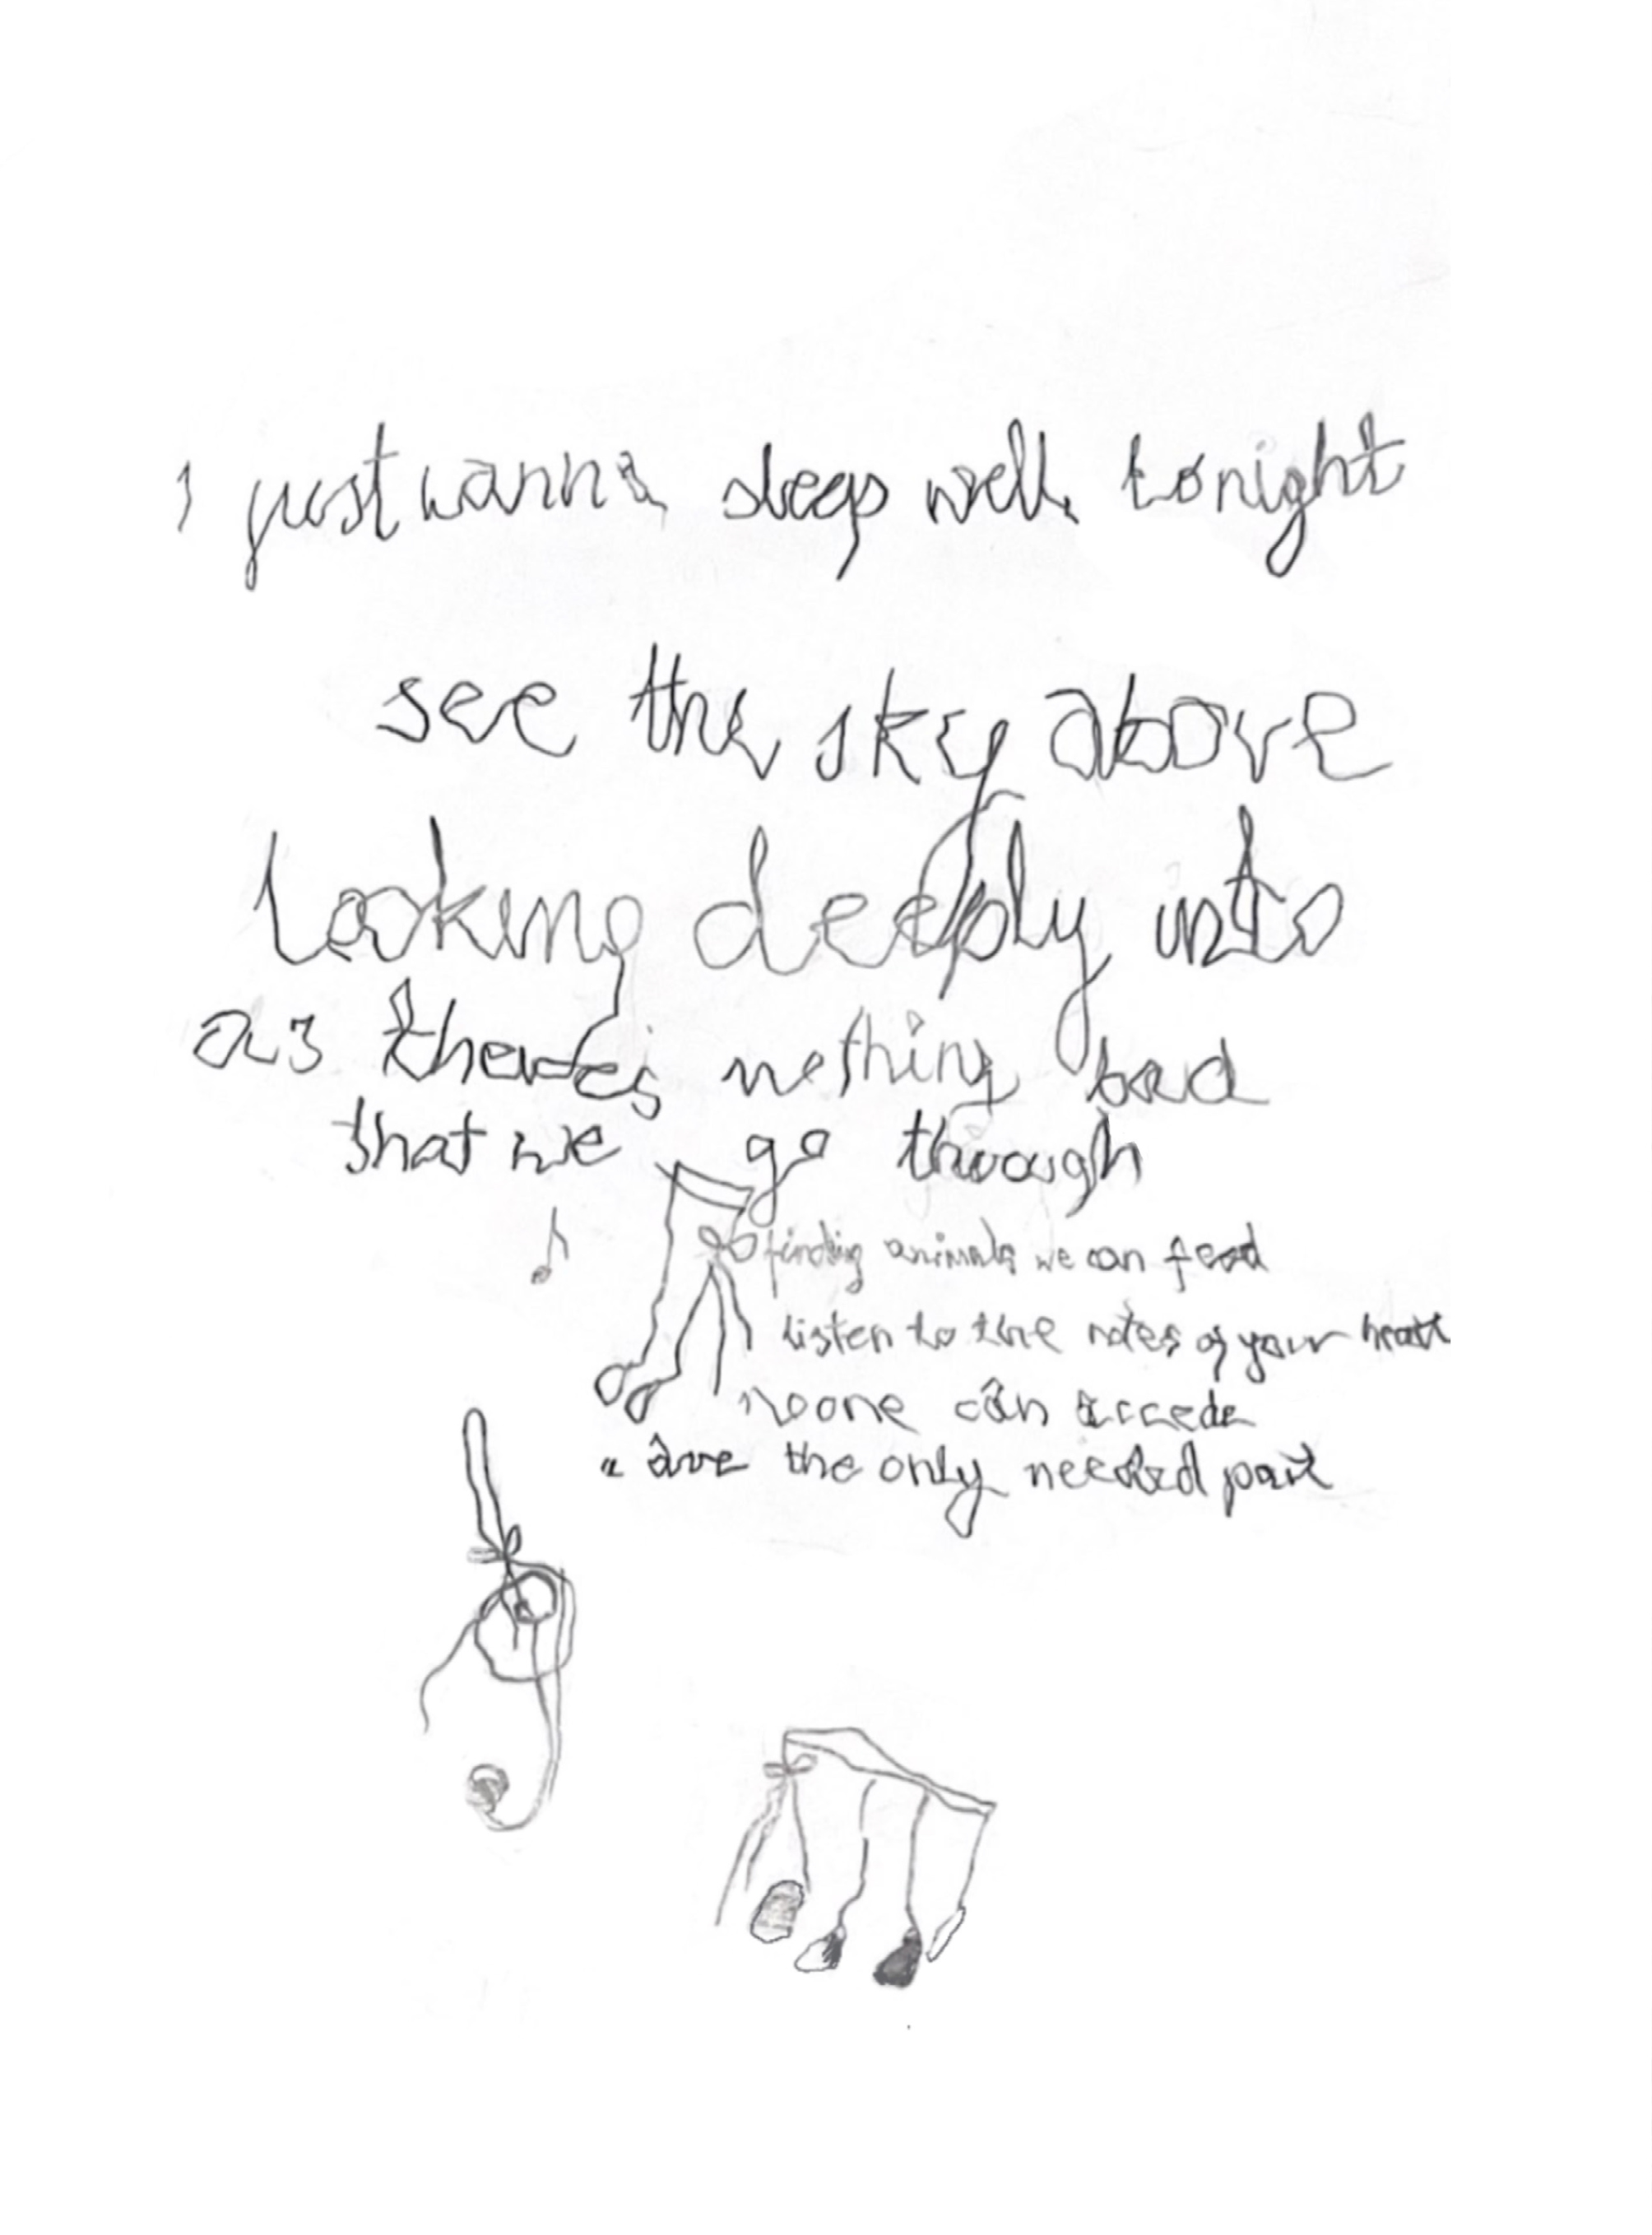 I just wanna sleep well tonight
see the sky above
looking deeply into
as there's nothing bad
that we go through
finding animals we can feed
listen to the notes of your heart
no one can accede
are the only needed part